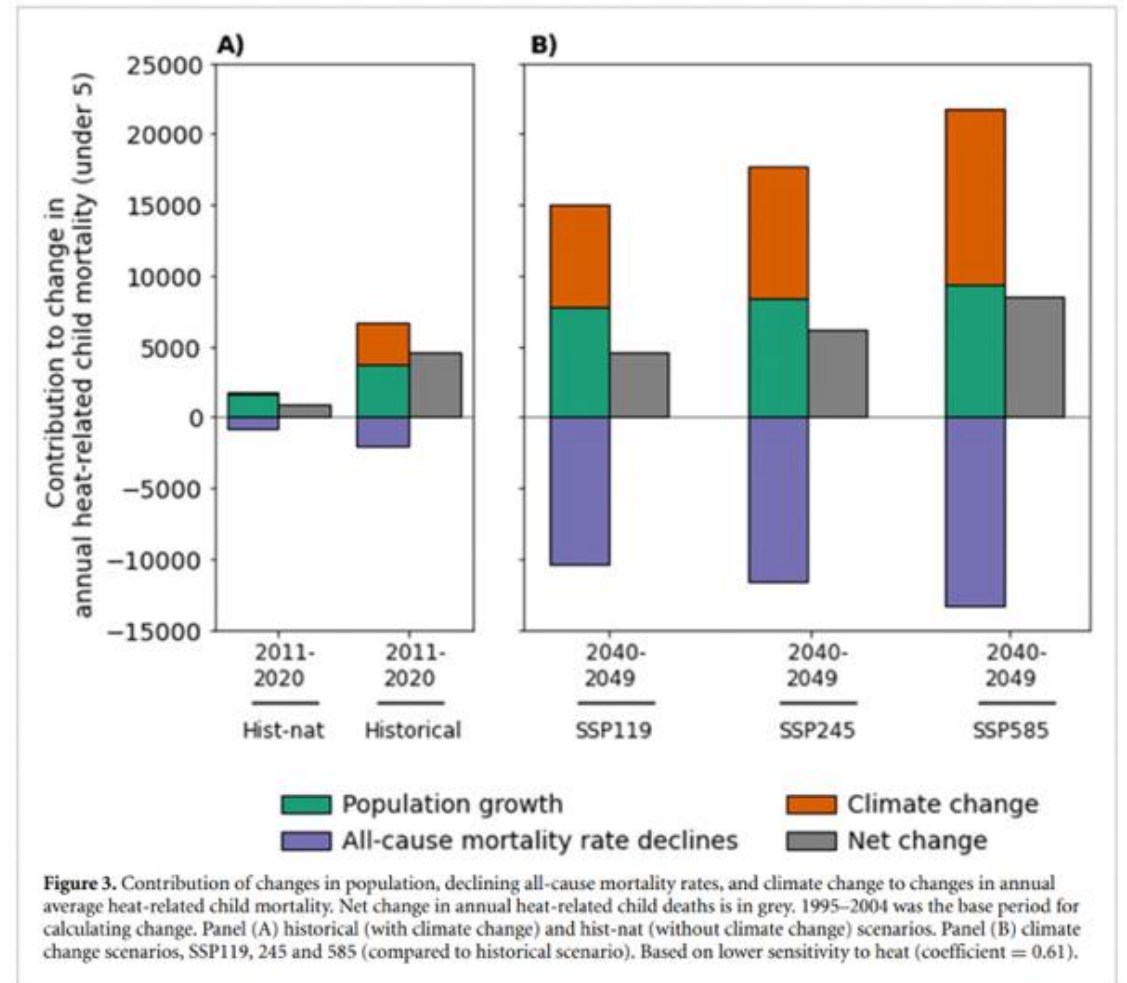 A)
B)
Contribution to change in
annual heat-related child mortality (under 5)
25000
20000
15000
10000
5000
0
−5000
−10000
−15000
2011-
2020
2011-
2020
2040-
2049
2040-
2049
2040-
2049
Hist-nat
Historical
SSP119
SSP245
SSP585
Population growth
Climate change
All-cause mortality rate declines
Net change
Figure 3. Contribution of changes in population, declining all-cause mortality rates, and climate change to changes in annual
average heat-related child mortality. Net change in annual heat-related child deaths is in grey. 1995–2004 was the base period for
calculating change. Panel (A) historical (with climate change) and hist-nat (without climate change) scenarios. Panel (B) climate
change scenarios, SSP119, 245 and 585 (compared to historical scenario). Based on lower sensitivity to heat (coefficient = 0.61).